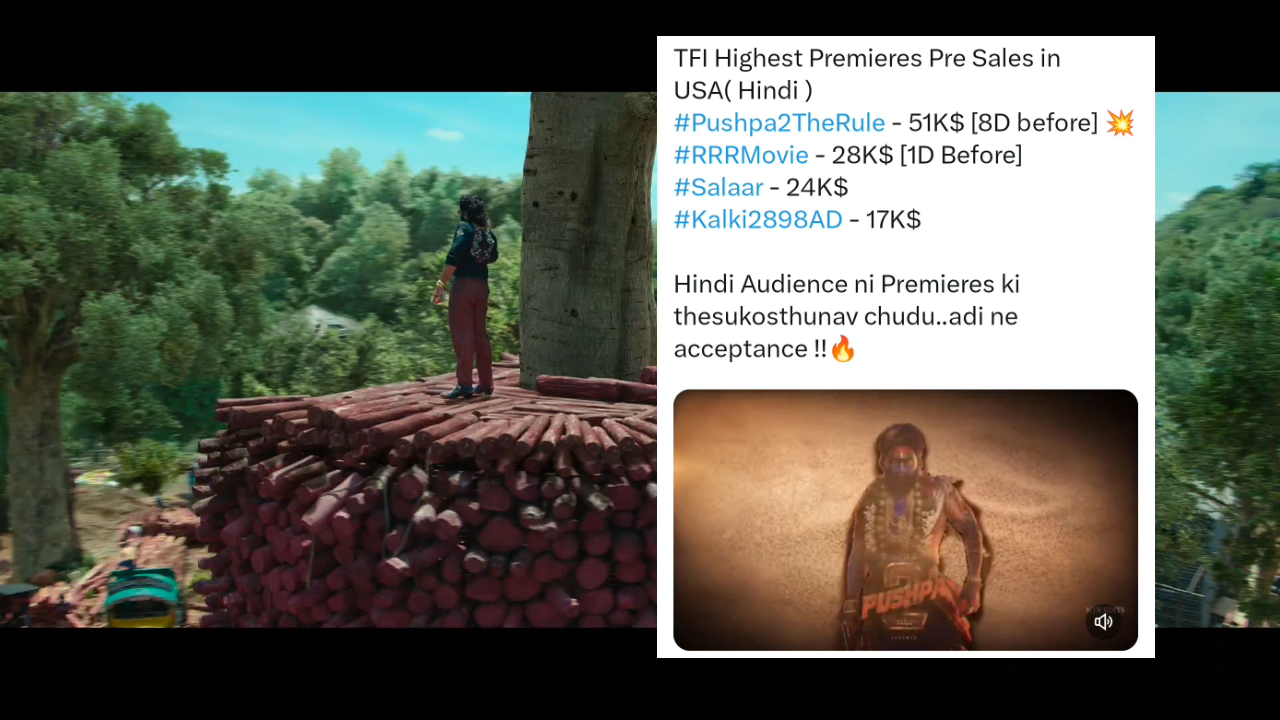 TFI Highest Premieres Pre Sales in
USA( Hindi )
#Pushpa2TheRule - 51K$ [8D before] 💥
#RRRMovie - 28K$ [1D Before]
#Salaar - 24K$
#Kalki2898AD - 17K$
Hindi Audience ni Premieres ki
thesukosthunav chudu..adi ne
acceptance !!🔥
PUSHPA